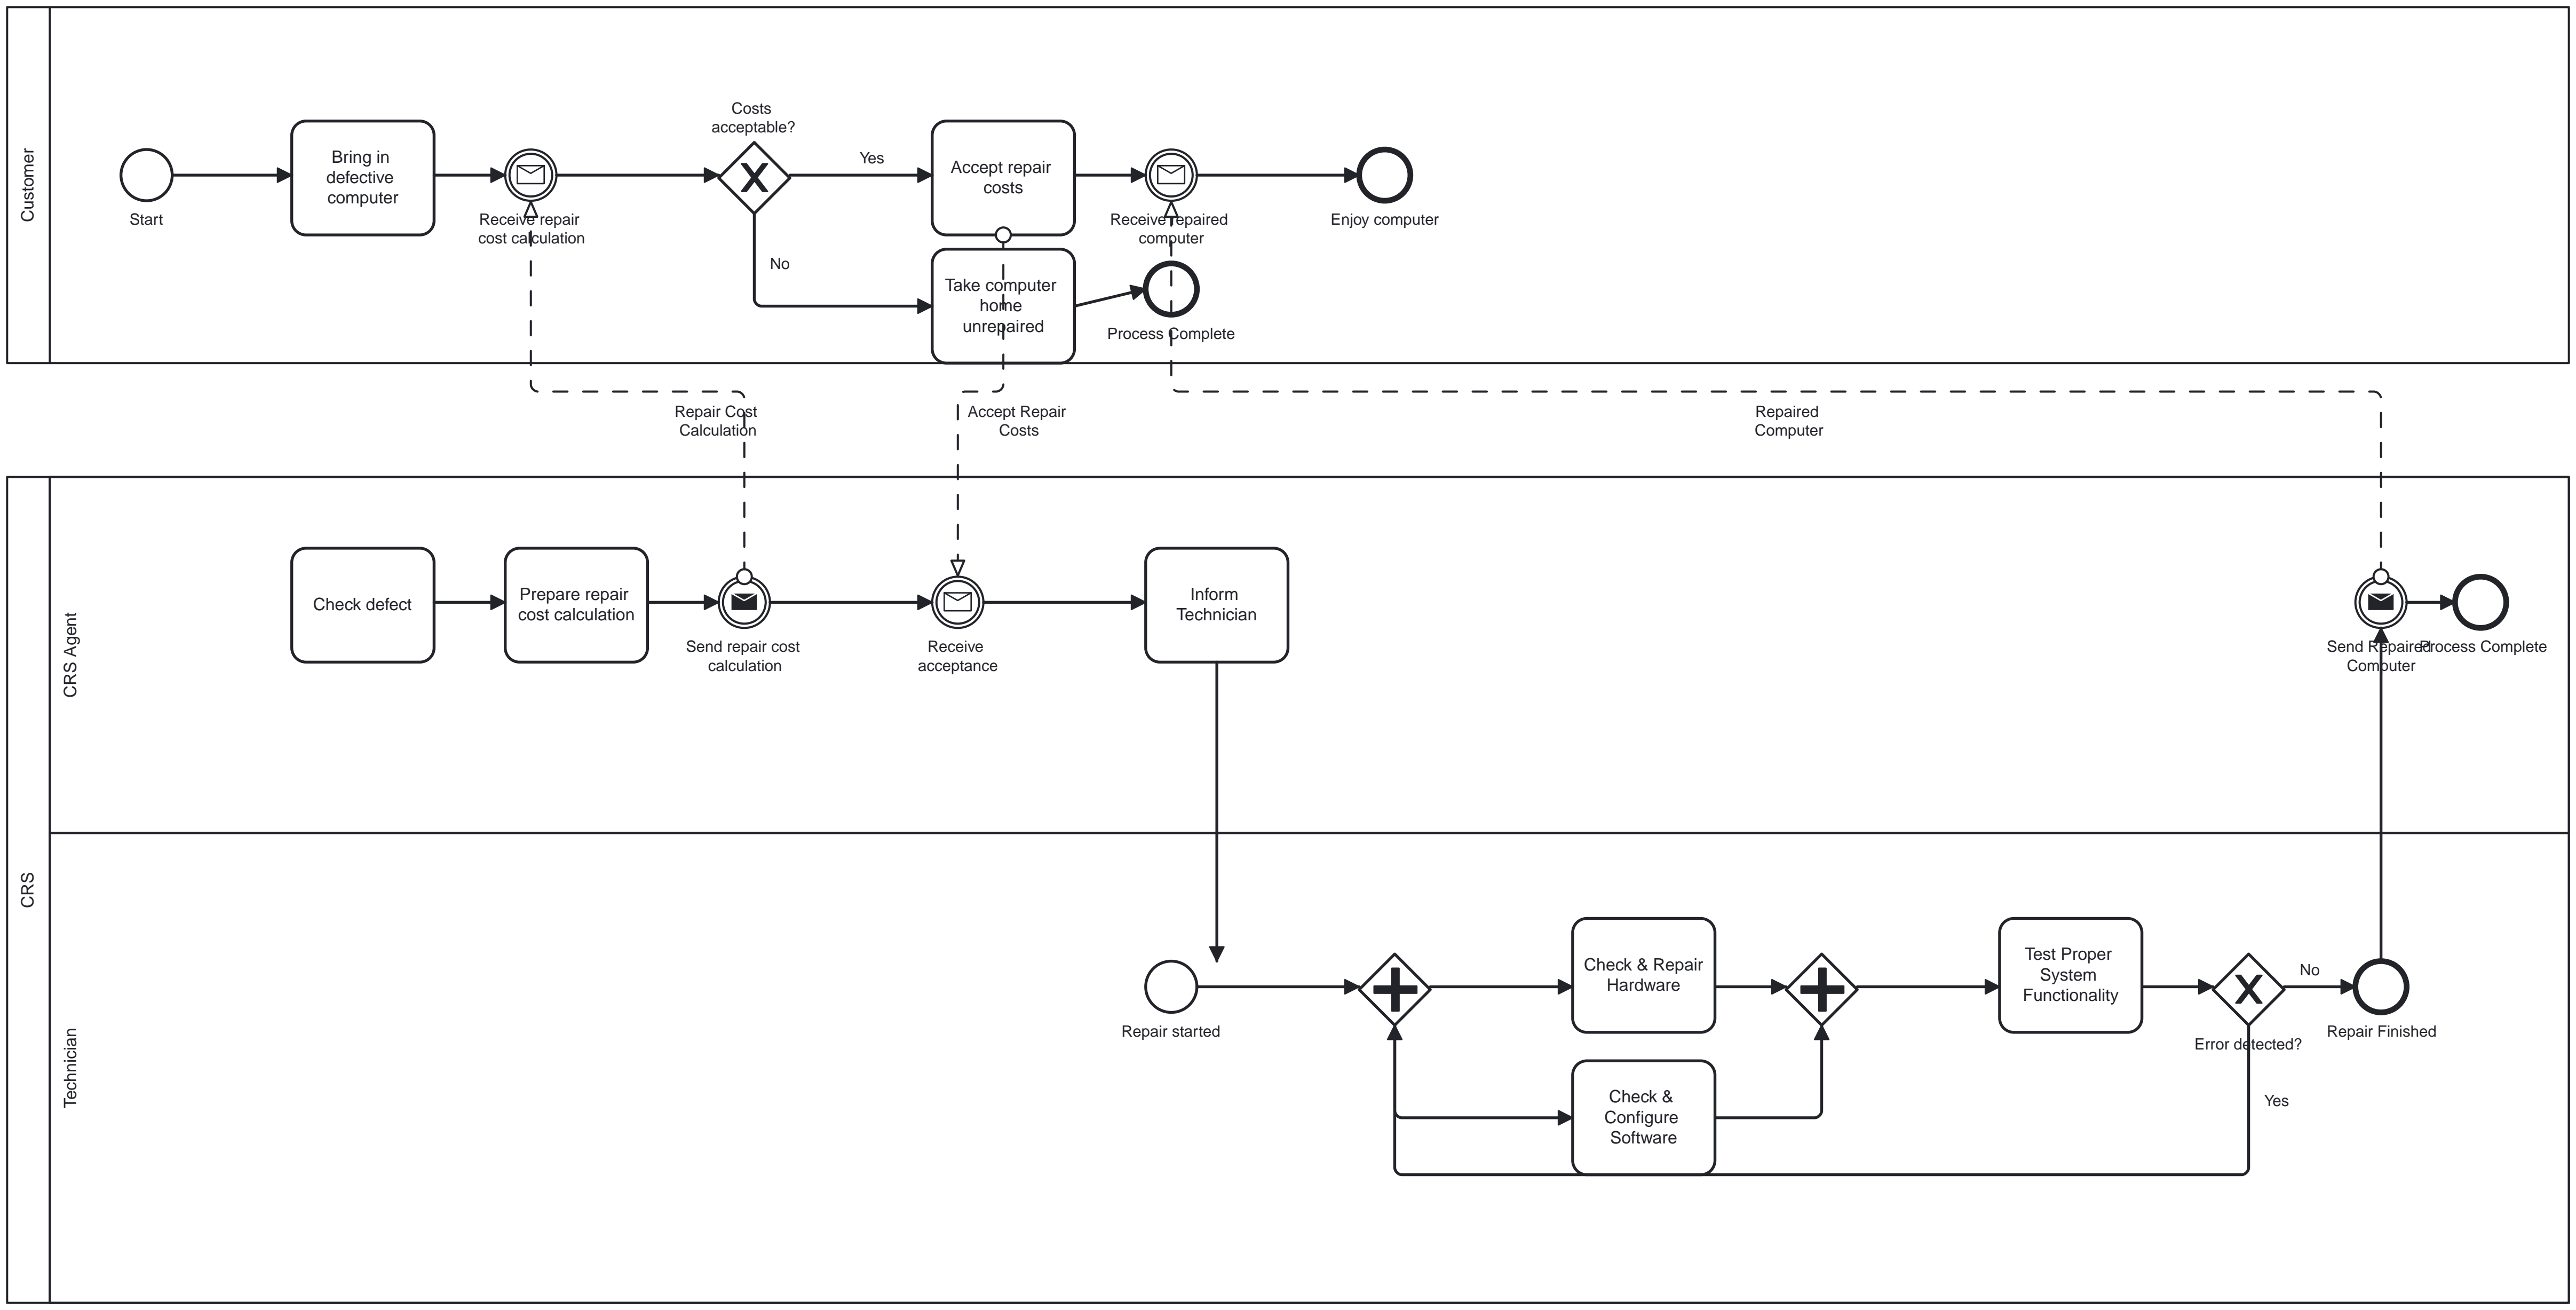 Customer
Costs
acceptable?
Bring in
defective
computer
Yes
Accept repair
costs
Start
Receive repair
cost calculation
Receive repaired
computer
Enjoy computer
No
Take computer
home
unrepaired
Process Complete
Repair Cost
Calculation
Accept Repair
Costs
Repaired
Computer
CRS
CRS Agent
Check defect
Prepare repair
cost calculation
Inform
Technician
Send repair cost
calculation
Receive
acceptance
Send Repaired
Computer
Process Complete
Technician
Check & Repair
Hardware
Test Proper
System
Functionality
No
Repair started
Error detected?
Repair Finished
Check &
Configure
Software
Yes